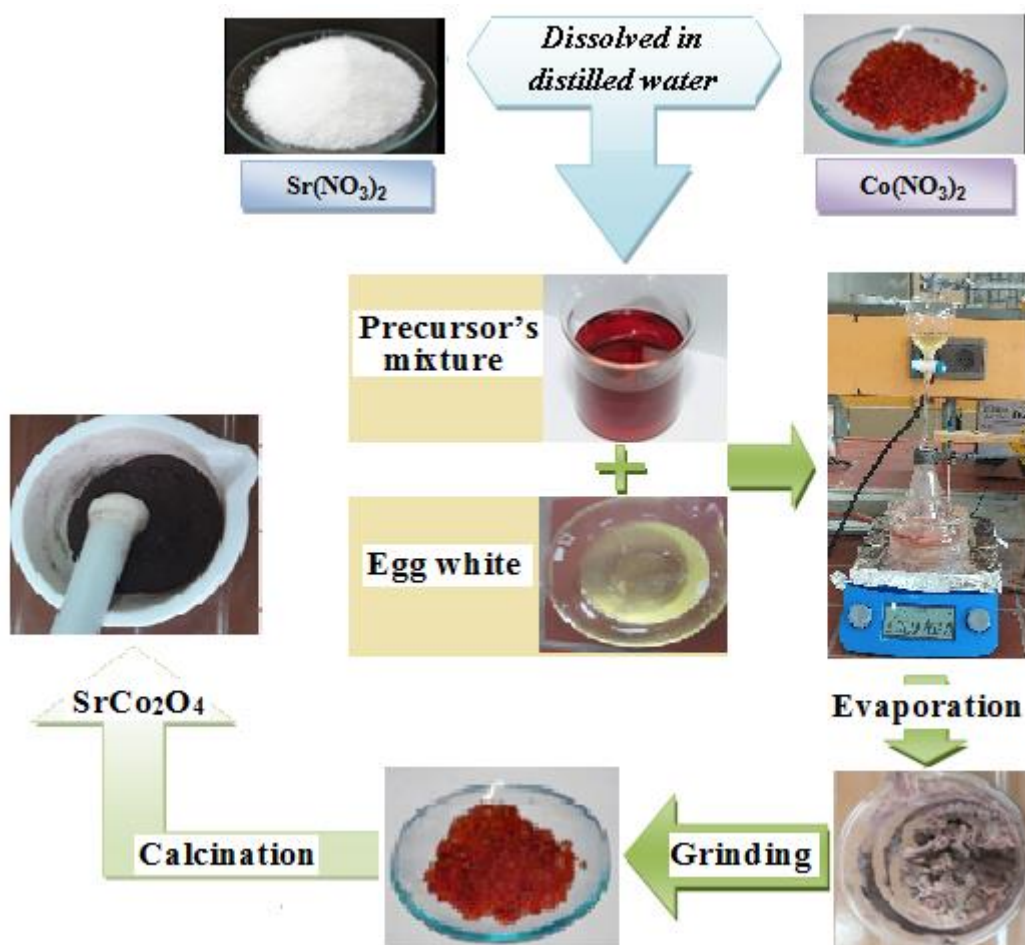 Dissolved in
distilled water
Sr(NO₃)₂
Co(NO₃)₂
Precursor’s
mixture
+
Egg white
Evaporation
Grinding
Calcination
SrCo₂O₄